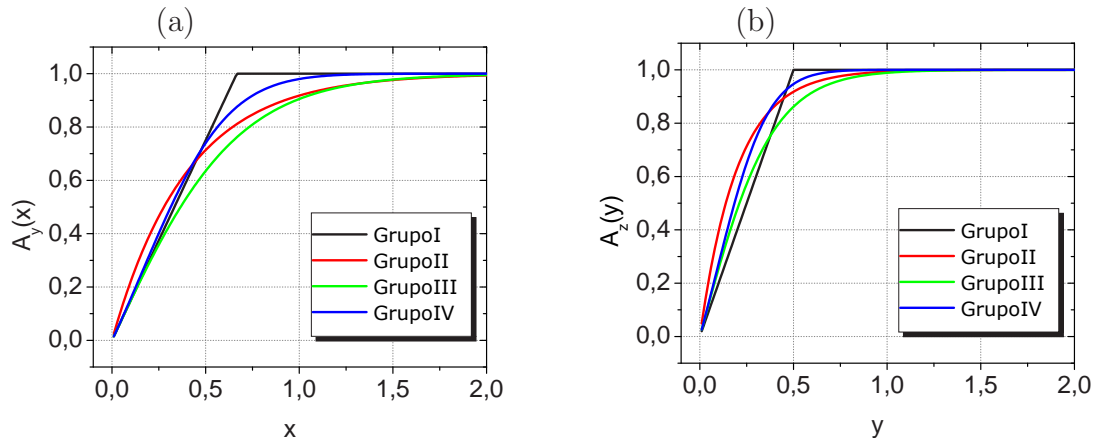 (a)
A_y(x)
1,0
0,8
0,6
0,4
0,2
0,0
GrupoI
GrupoII
GrupoIII
GrupoIV
0,0 0,5 1,0 1,5 2,0
x
(b)
A_z(y)
1,0
0,8
0,6
0,4
0,2
0,0
GrupoI
GrupoII
GrupoIII
GrupoIV
0,0 0,5 1,0 1,5 2,0
y